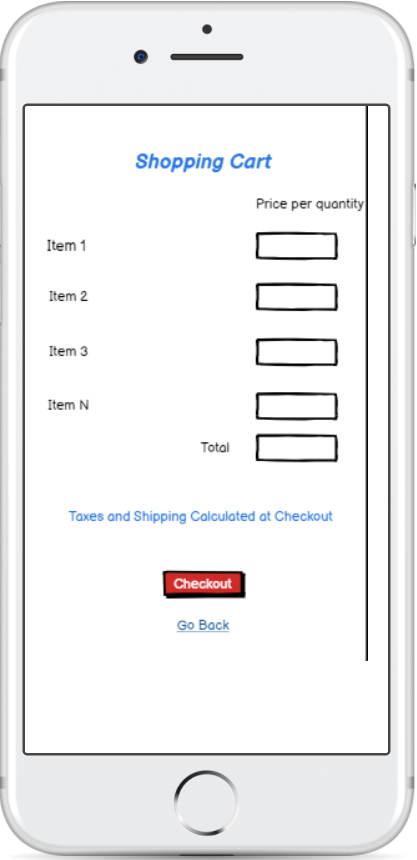 Shopping Cart
Price per quantity
Item 1
Item 2
Item 3
Item N
Total
Taxes and Shipping Calculated at Checkout
Checkout
Go Back